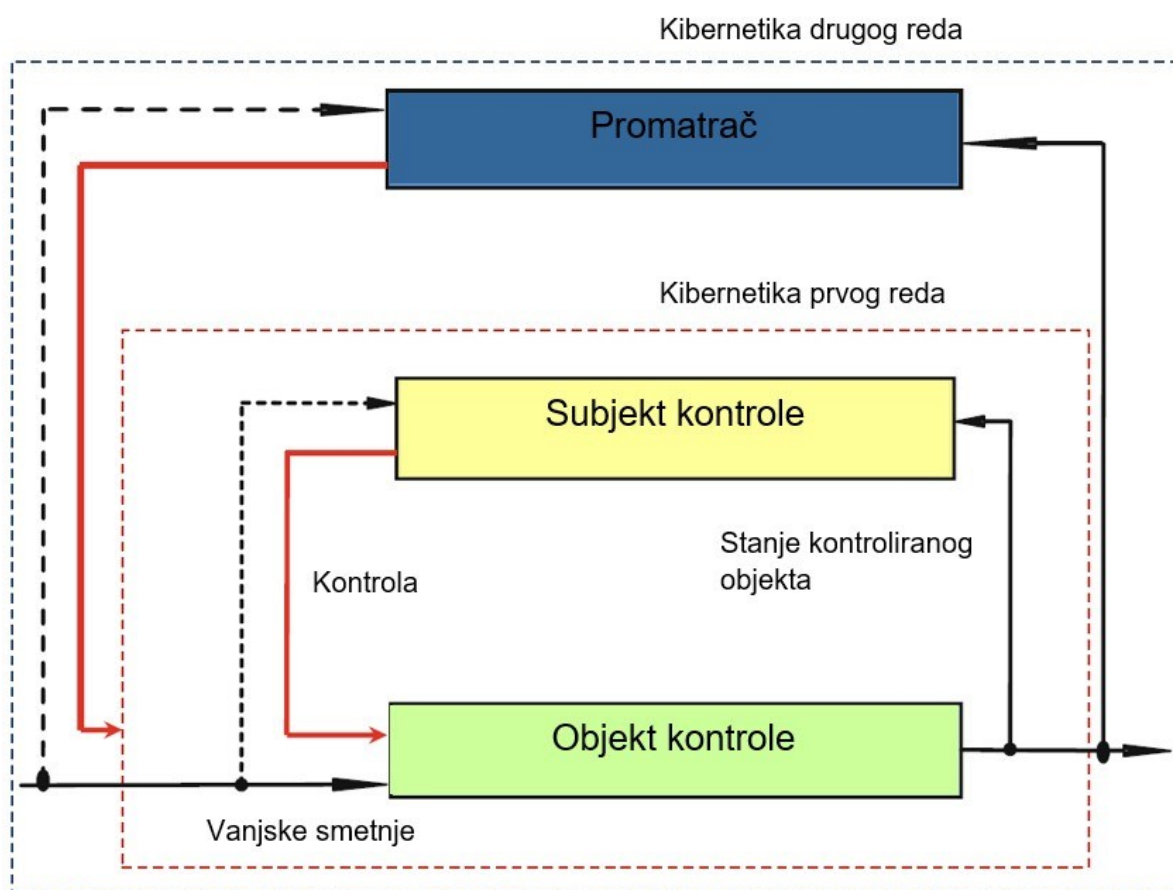 Kibernetika drugog reda
Promatrač
Kibernetika prvog reda
Subjekt kontrole
Stanje kontroliranog
objekta
Kontrola
Objekt kontrole
Vanjske smetnje